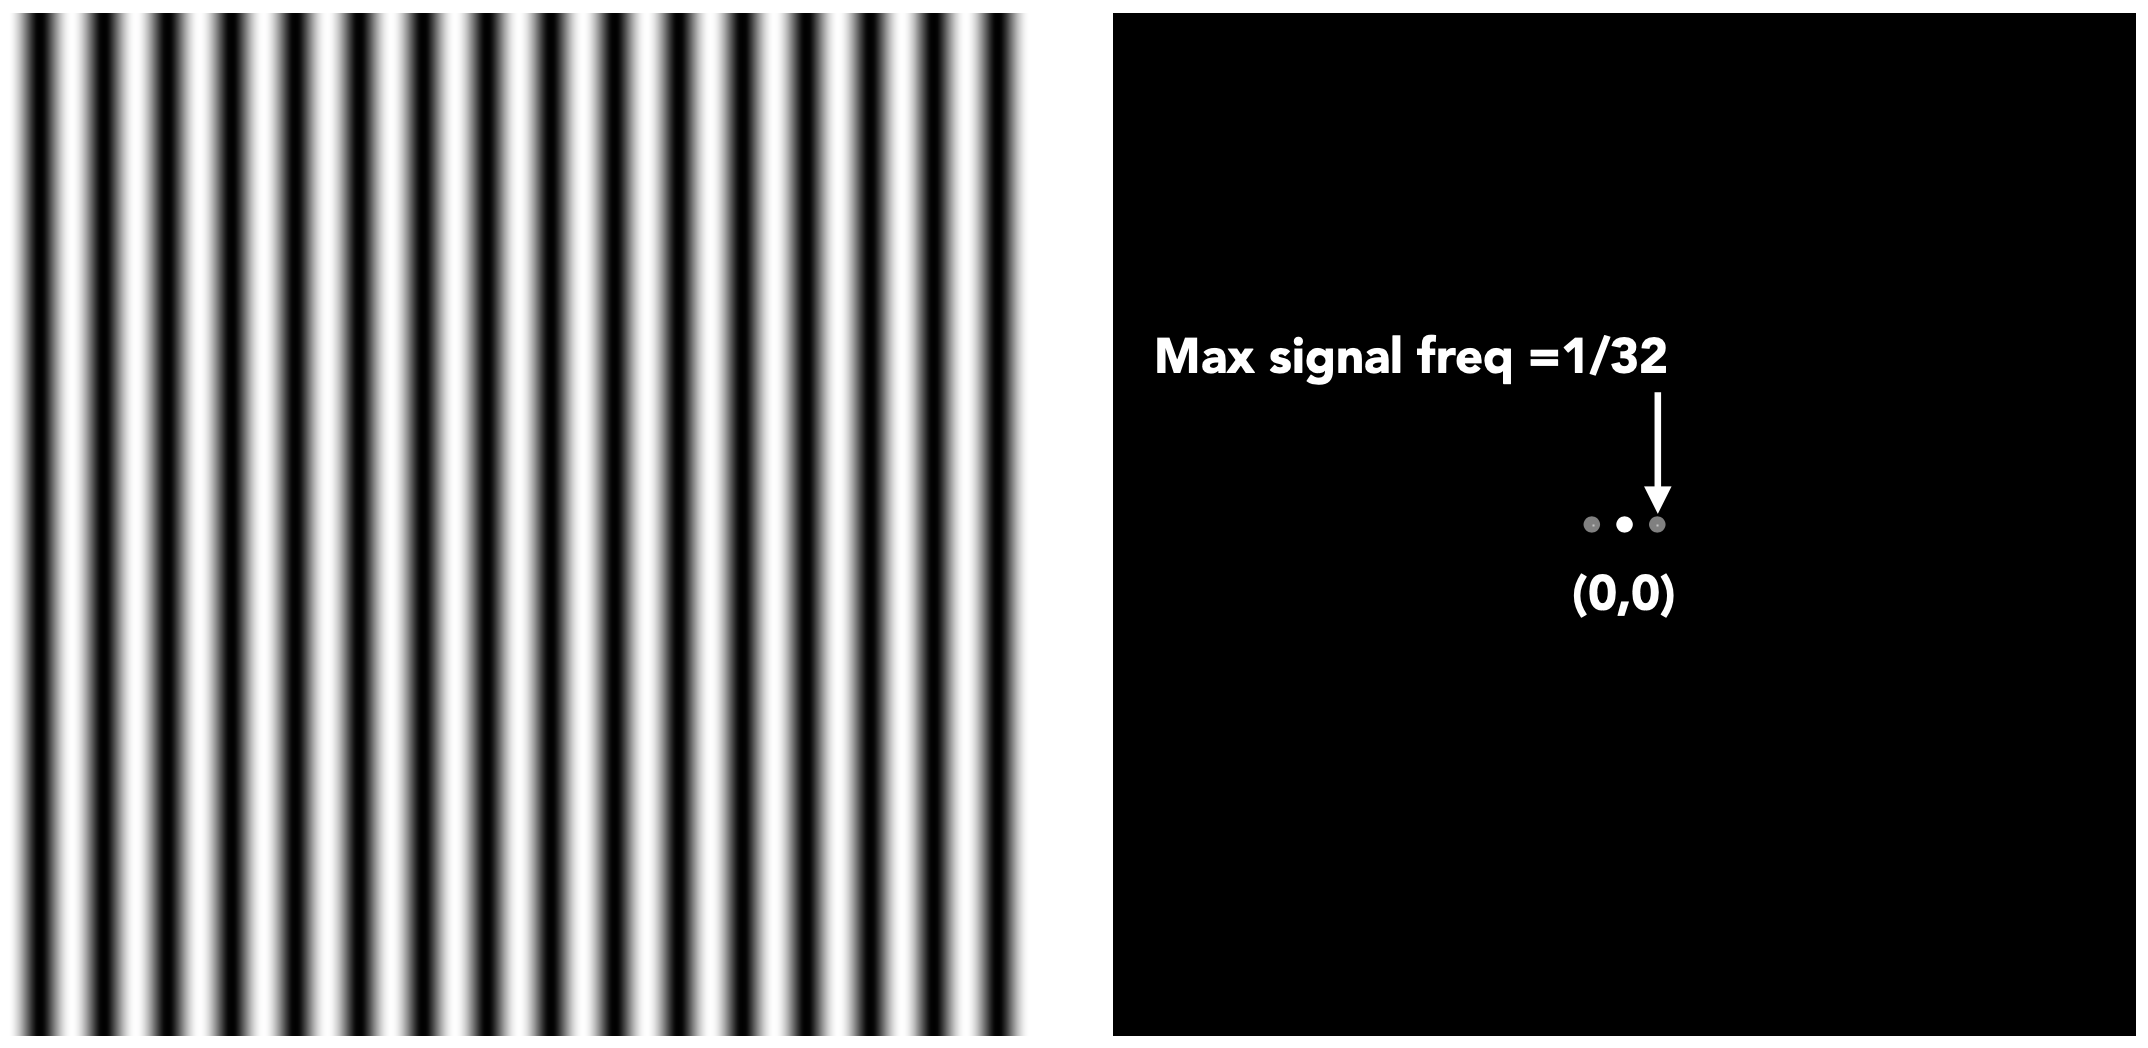 Max signal freq =1/32
(0,0)